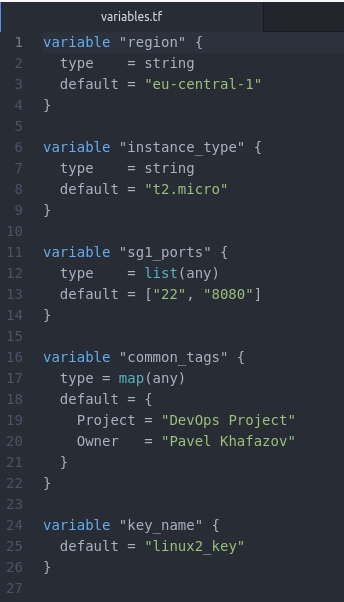 variables.tf
1 variable "region" {
2   type    = string
3   default = "eu-central-1"
4 }
5
6 variable "instance_type" {
7   type    = string
8   default = "t2.micro"
9 }
10
11 variable "sg1_ports" {
12   type    = list(any)
13   default = ["22", "8080"]
14 }
15
16 variable "common_tags" {
17   type = map(any)
18   default = {
19     Project = "DevOps Project"
20     Owner   = "Pavel Khafazov"
21   }
22 }
23
24 variable "key_name" {
25   default = "linux2_key"
26 }
27